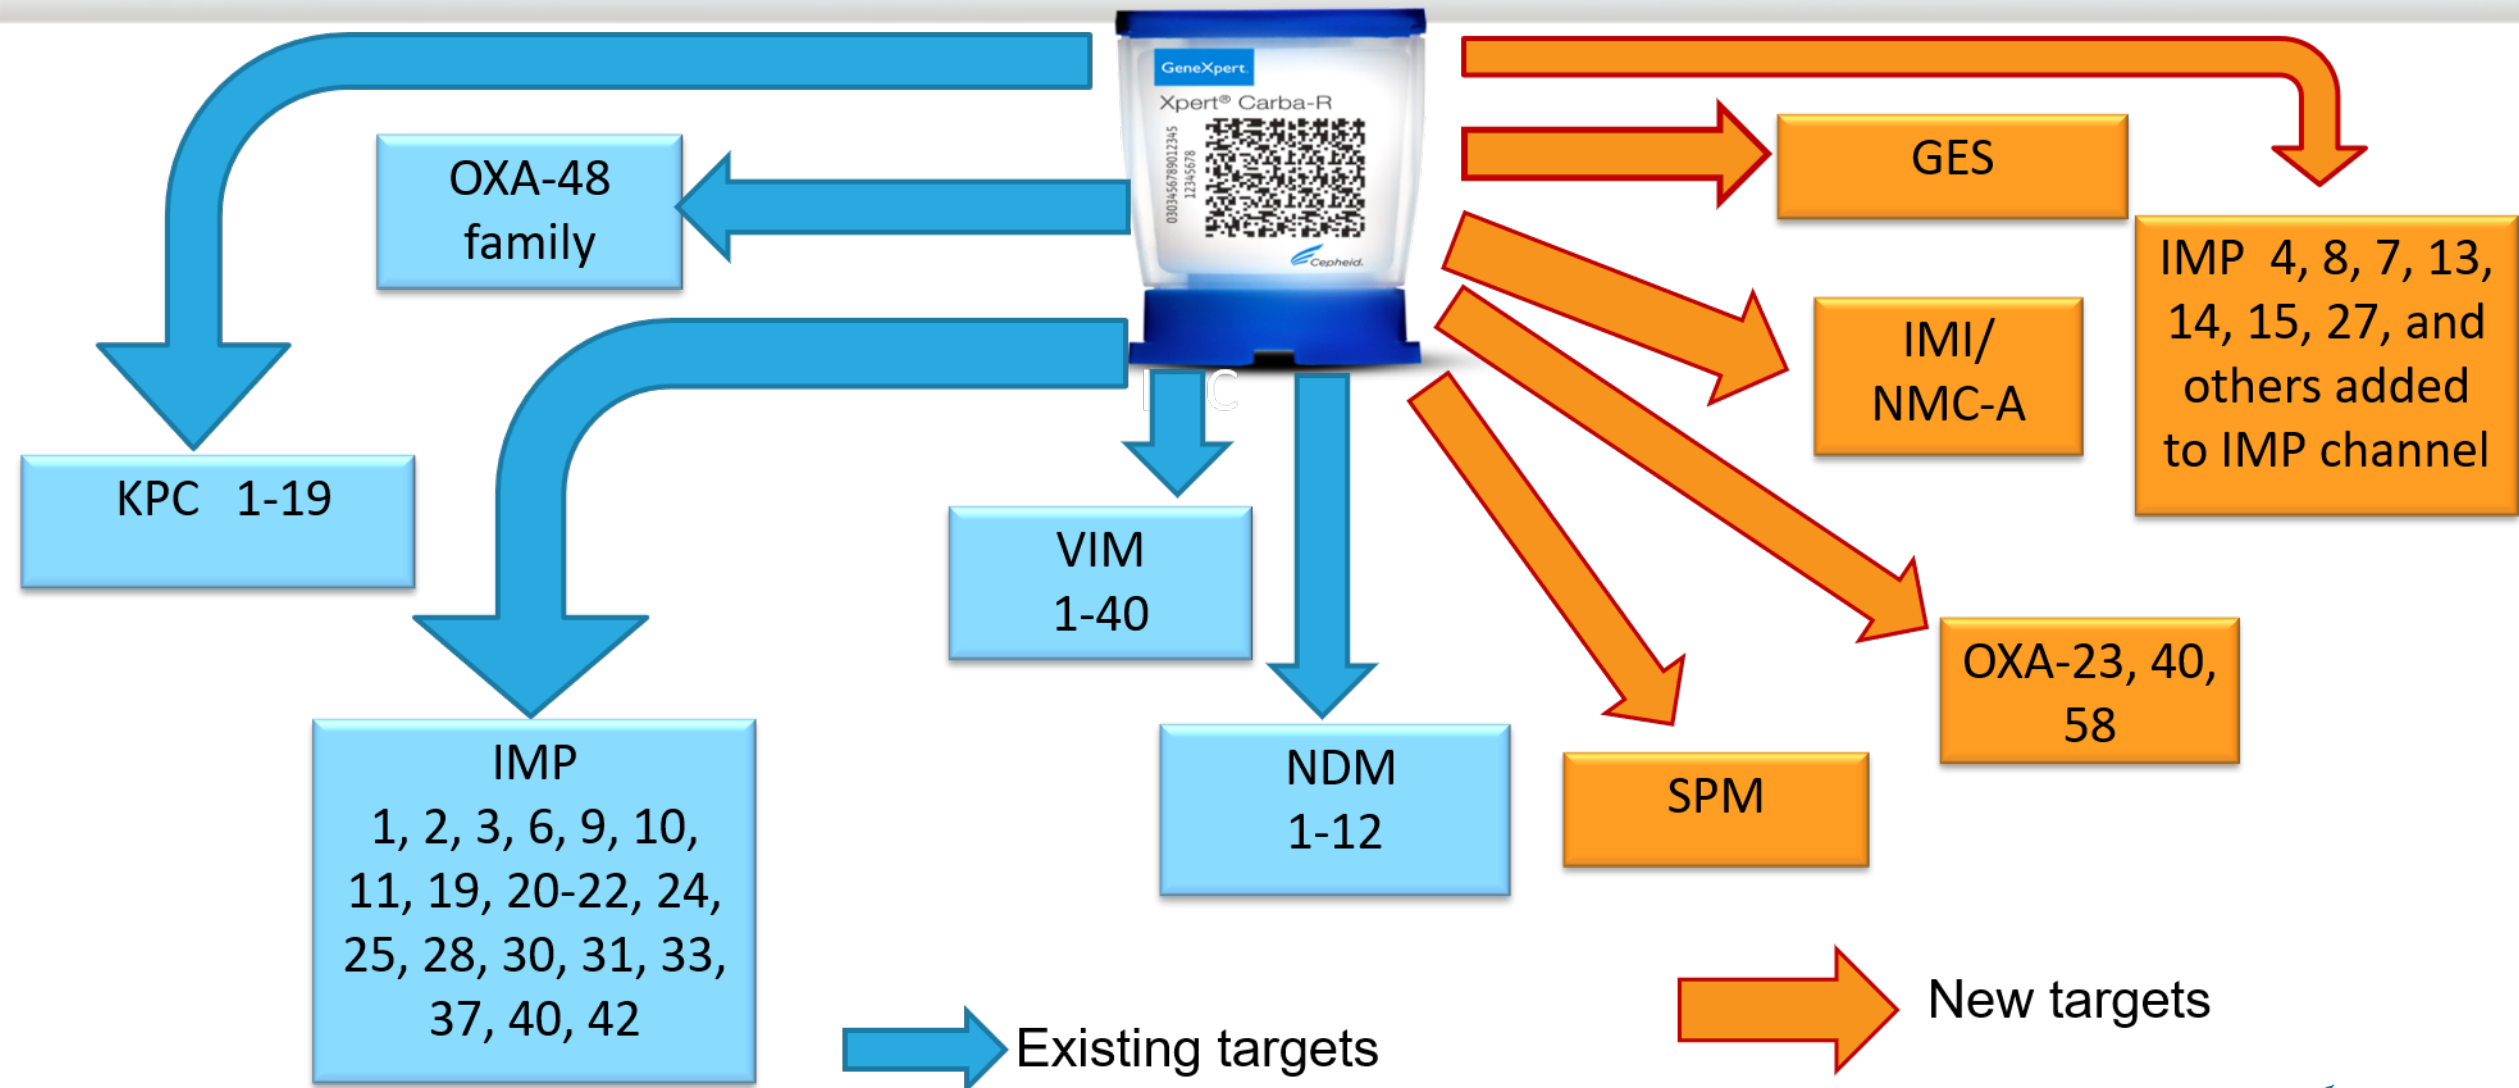 GeneXpert.
Xpert® Carba-R
0303456789012345
12345678
Cepheid.
OXA-48
family
KPC 1-19
IMP
1, 2, 3, 6, 9, 10,
11, 19, 20-22, 24,
25, 28, 30, 31, 33,
37, 40, 42
VIM
1-40
NDM
1-12
GES
IMP 4, 8, 7, 13,
14, 15, 27, and
others added
to IMP channel
IMI/
NMC-A
OXA-23, 40,
58
SPM
Existing targets
New targets